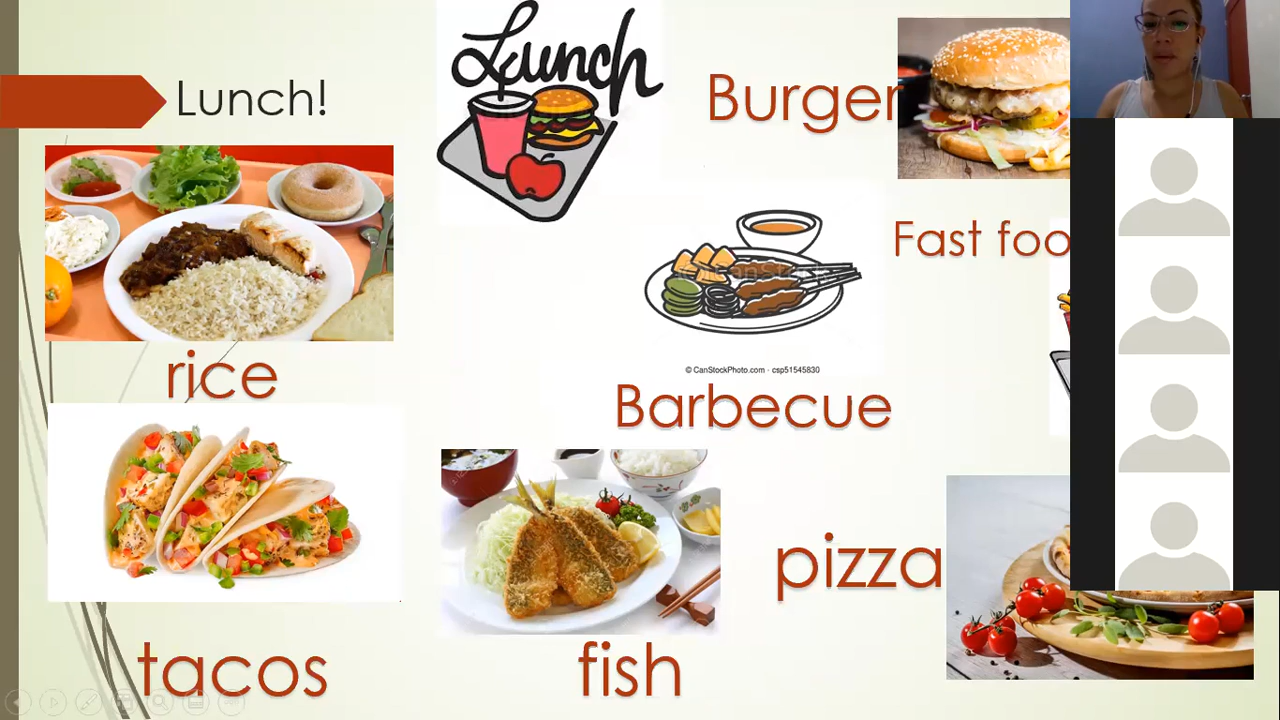 Lunch!
Lunch
Burger
Fast foo
© CanStockPhoto.com - csp51545830
rice
Barbecue
tacos
fish
pizza